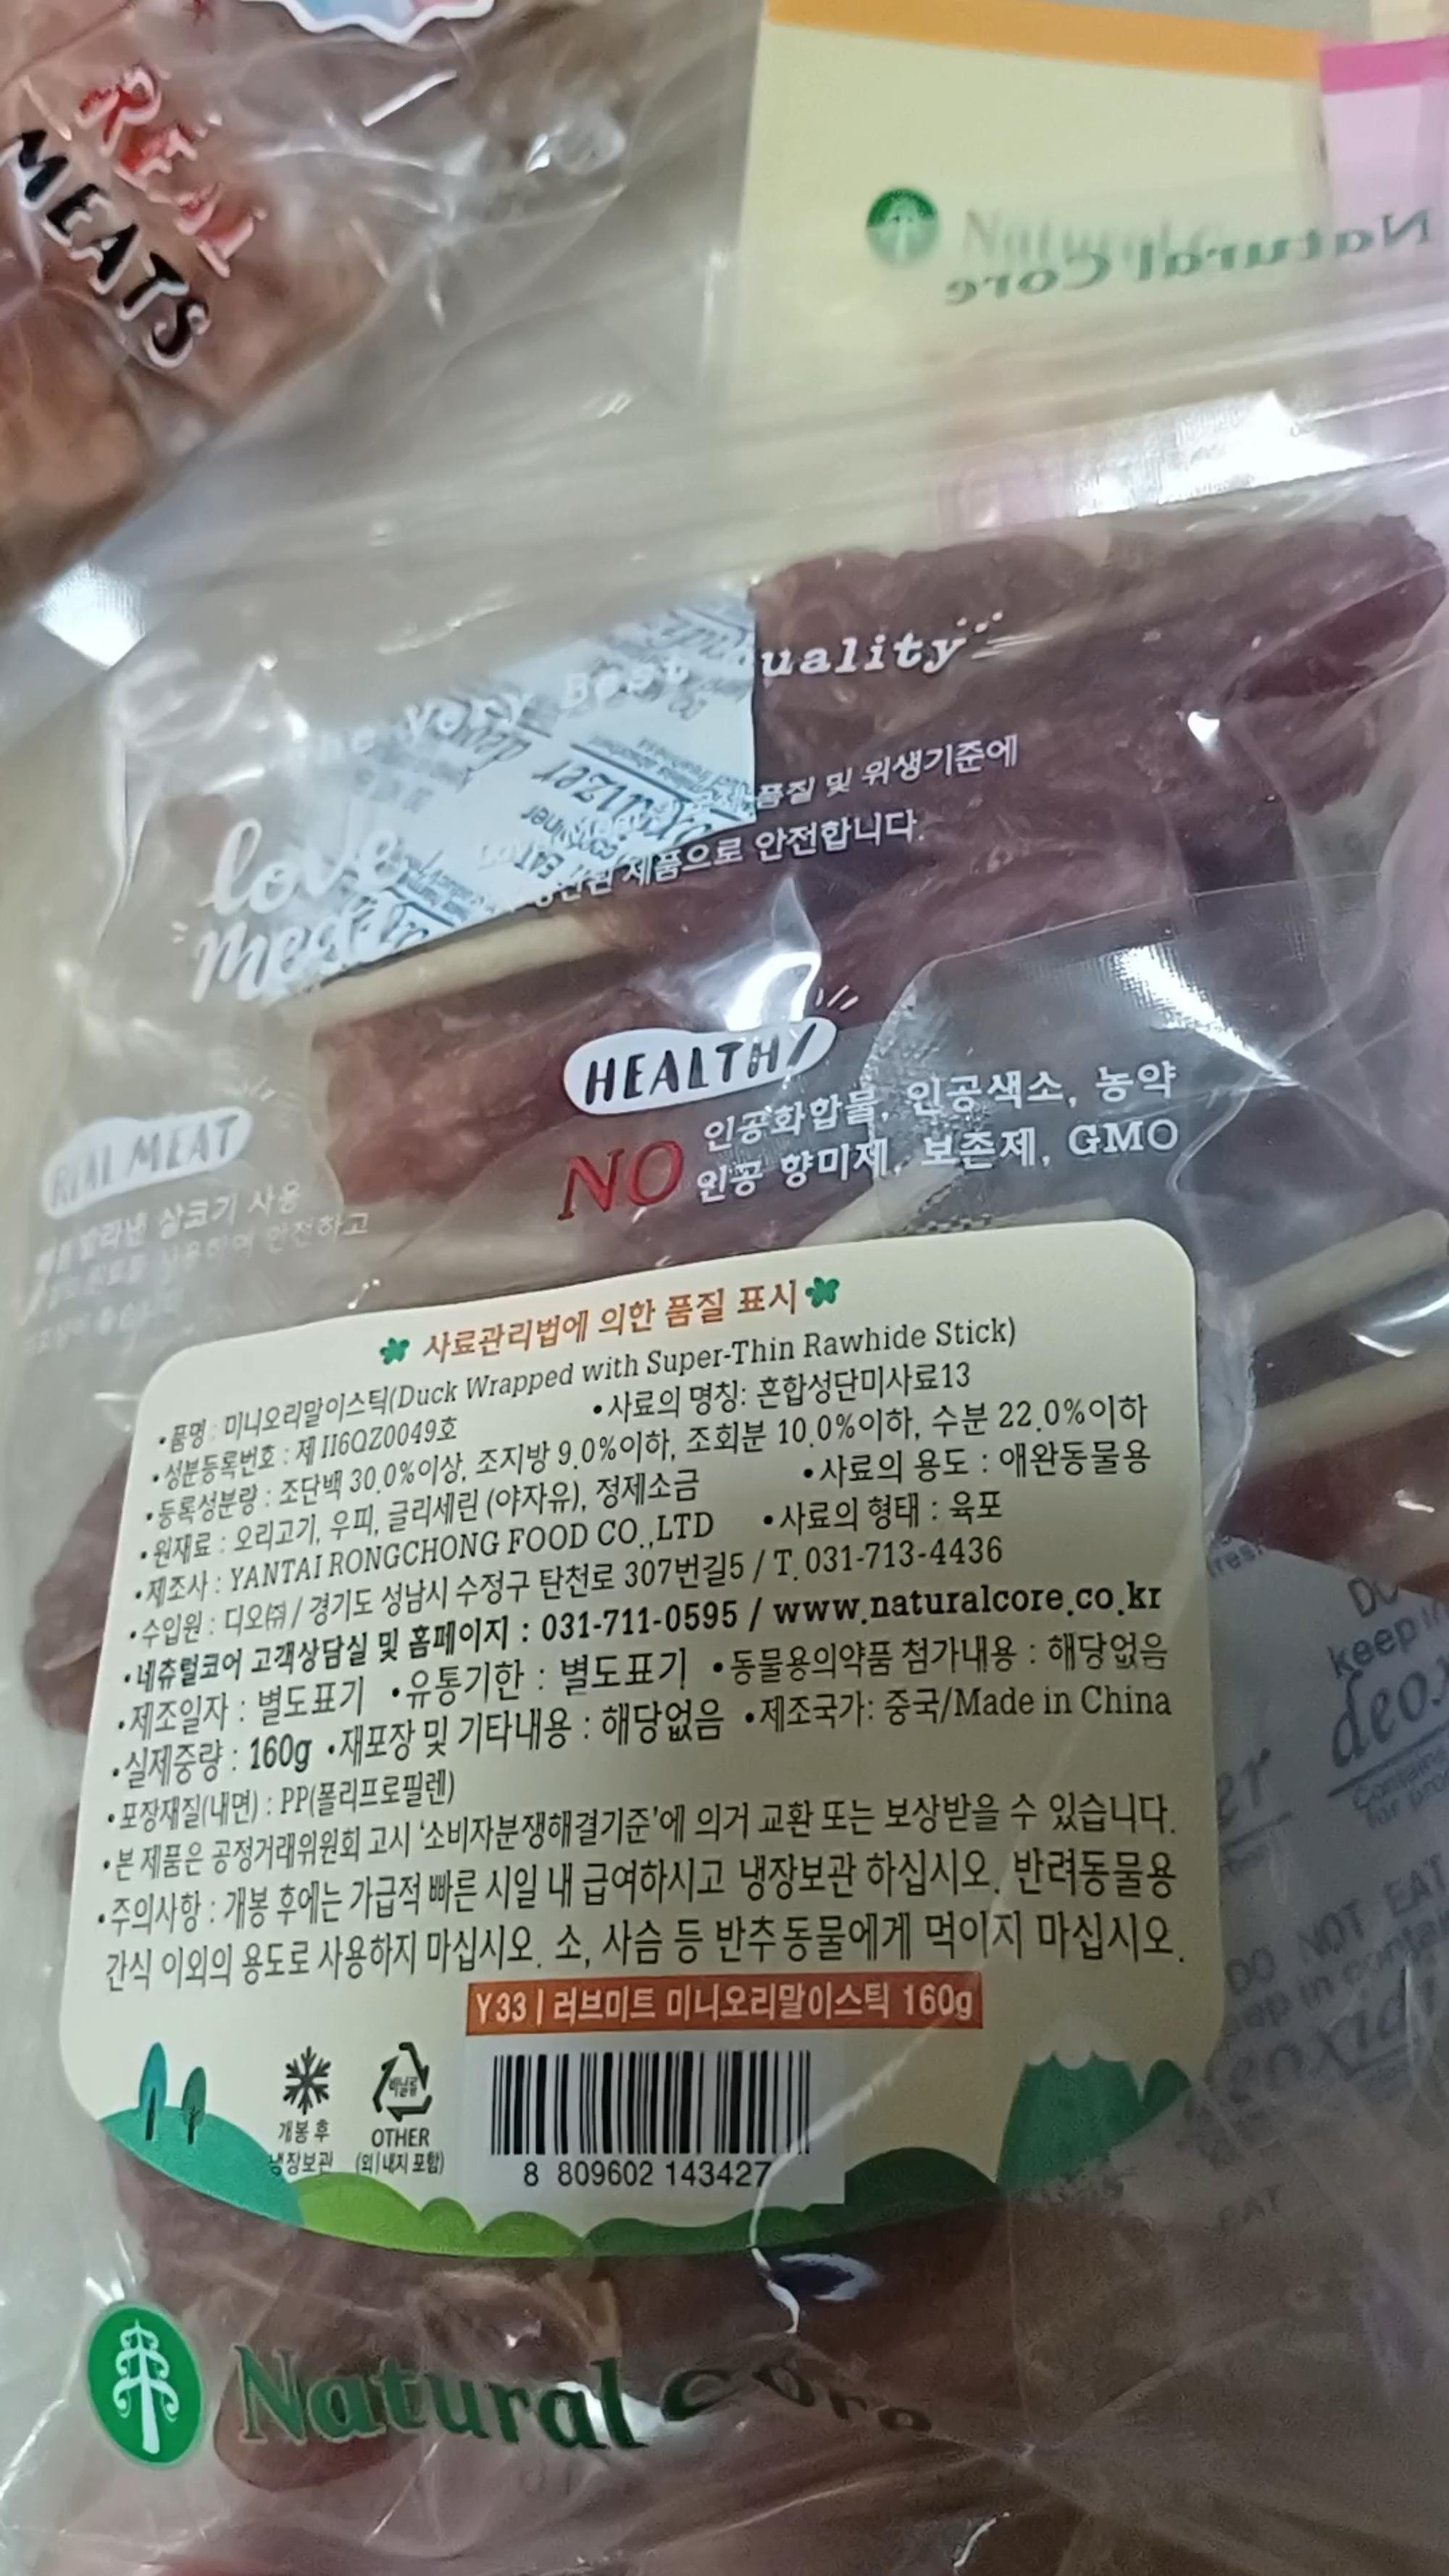 REAL
MEATS
Natural
Natural Core
Best
uality
품질 및 위생기준에
제품으로 안전합니다.
love
HEALTHY
REAL MEAT
NO
인공화합물, 인공색소, 농약
인공 향미제, 보존제, GMO
발라낸 살코기 사용
안전하고
사료관리법에 의한 품질 표시
•품명 : 미니오리말이스틱(Duck Wrapped with Super-Thin Rawhide Stick)
•성분등록번호 : 제 II6QZ0049호 •사료의 명칭: 혼합성단미사료13
•등록성분량 : 조단백 30.0%이상, 조지방 9.0%이하, 조회분 10.0%이하, 수분 22.0%이하
•원재료 : 오리고기, 우피, 글리세린 (야자유), 정제소금 •사료의 용도 : 애완동물용
•제조사 : YANTAI RONGCHONG FOOD CO.,LTD •사료의 형태 : 육포
•수입원 : 디오㈜ / 경기도 성남시 수정구 탄천로 307번길5 / T. 031-713-4436
•네츄럴코어 고객상담실 및 홈페이지 : 031-711-0595 / www.naturalcore.co.kr
•제조일자 : 별도표기 •유통기한 : 별도표기 •동물용의약품 첨가내용 : 해당없음
•실제중량 : 160g •재포장 및 기타내용 : 해당없음 •제조국가: 중국/Made in China
•포장재질(내면) : PP(폴리프로필렌)
•본 제품은 공정거래위원회 고시 '소비자분쟁해결기준'에 의거 교환 또는 보상받을 수 있습니다.
•주의사항 : 개봉 후에는 가급적 빠른 시일 내 급여하시고 냉장보관 하십시오. 반려동물용
간식 이외의 용도로 사용하지 마십시오. 소, 사슴 등 반추동물에게 먹이지 마십시오.
Y33 | 러브미트 미니오리말이스틱 160g
개봉 후
냉장보관
비닐류
OTHER
(외|내지 포함)
8 809602 143427
keep in
DO NOT EAT
EAT
Natural Core